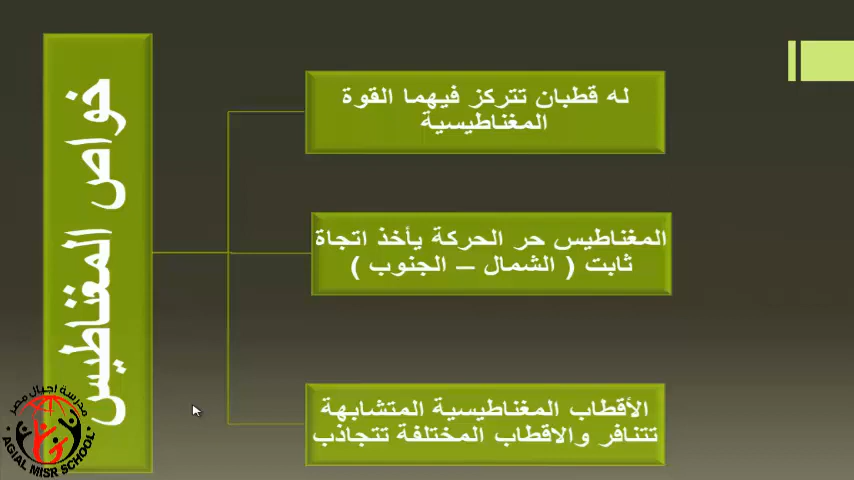 خواص المغناطيس
له قطبان تتركز فيهما القوة
المغناطيسية
المغناطيس حر الحركة يأخذ اتجاة
ثابت ( الشمال – الجنوب )
الأقطاب المغناطيسية المتشابهة
تتنافر والاقطاب المختلفة تتجاذب
مدرسة اجيال مصر
AGIAL MISR SCHOOL